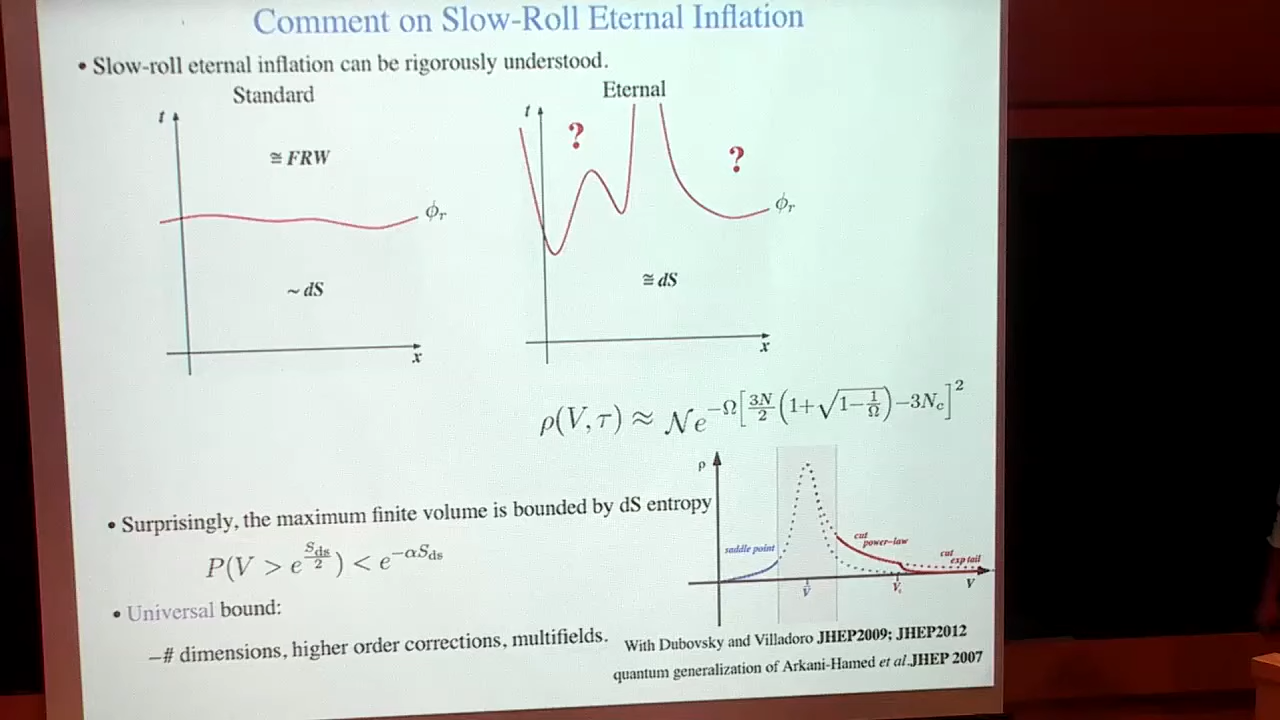 Comment on Slow-Roll Eternal Inflation
• Slow-roll eternal inflation can be rigorously understood.
Standard
t
≅ FRW
ϕr
~ dS
x
Eternal
t
?
?
ϕr
≅ dS
x
ρ(V, τ) ≈ 𝒩e^{−Ω[3N/2(1+√(1−1/Ω))−3N_c]^2}
• Surprisingly, the maximum finite volume is bounded by dS entropy
P(V > e^{S_ds/2}) < e^{−αS_ds}
• Universal bound:
–# dimensions, higher order corrections, multifields.
ρ
saddle point
cut
power-law
cut
exp tail
V
With Dubovsky and Villadoro JHEP2009; JHEP2012
quantum generalization of Arkani-Hamed et al.JHEP 2007